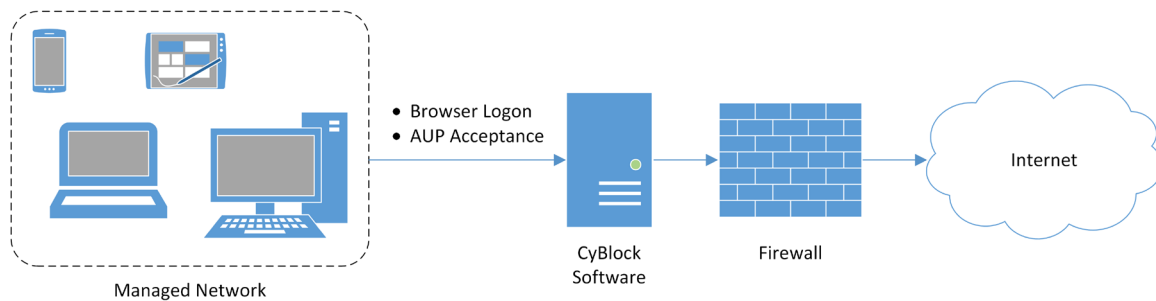 • Browser Logon
• AUP Acceptance
Internet
CyBlock
Software
Firewall
Managed Network